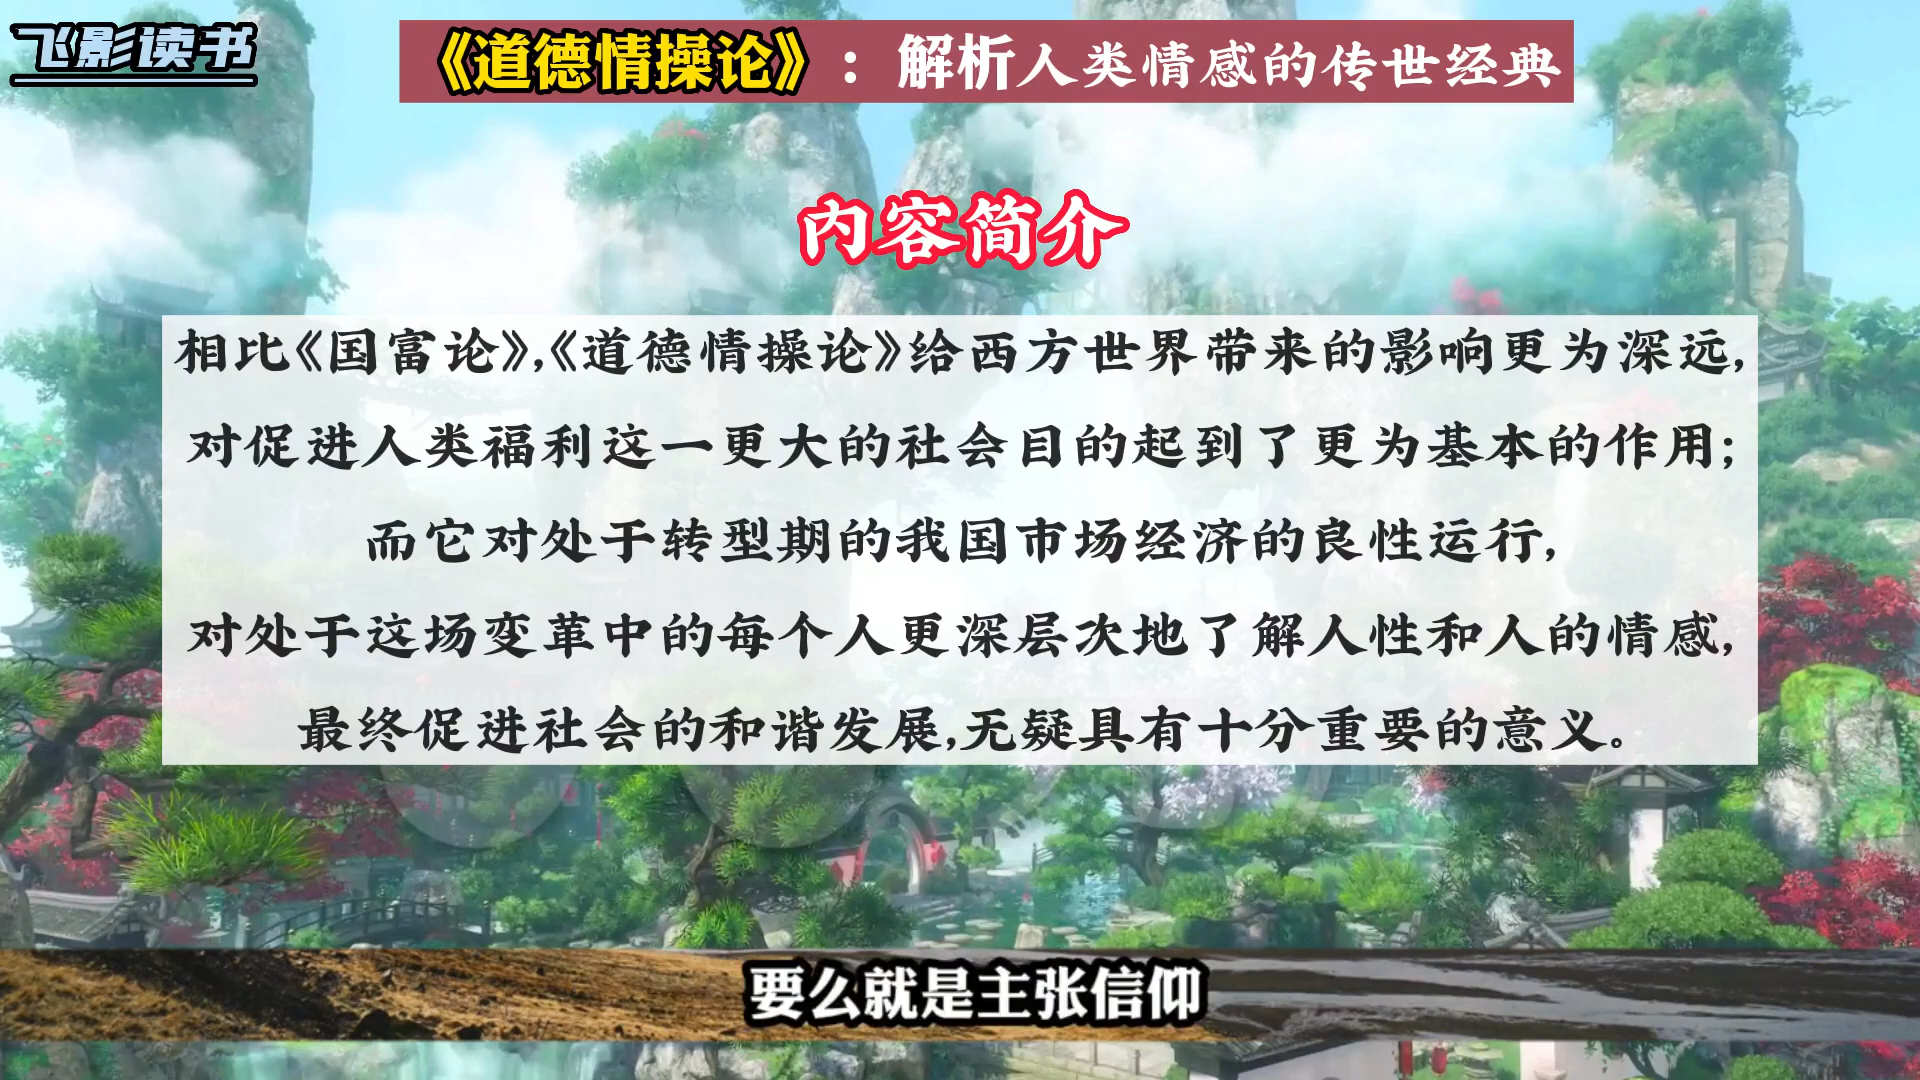 飞影读书
《道德情操论》：解析人类情感的传世经典
内容简介
相比《国富论》,《道德情操论》给西方世界带来的影响更为深远,
对促进人类福利这一更大的社会目的起到了更为基本的作用;
而它对处于转型期的我国市场经济的良性运行,
对处于这场变革中的每个人更深层次地了解人性和人的情感,
最终促进社会的和谐发展,无疑具有十分重要的意义。
要么就是主张信仰